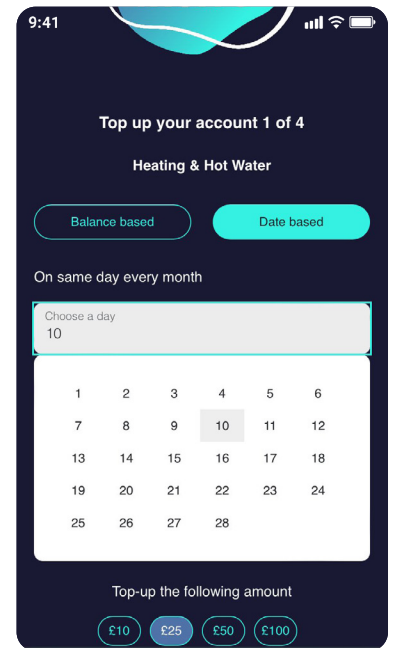 9:41
Top up your account 1 of 4
Heating & Hot Water
Balance based Date based
On same day every month
Choose a day
10
1 2 3 4 5 6
7 8 9 10 11 12
13 14 15 16 17 18
19 20 21 22 23 24
25 26 27 28
Top-up the following amount
£10 £25 £50 £100